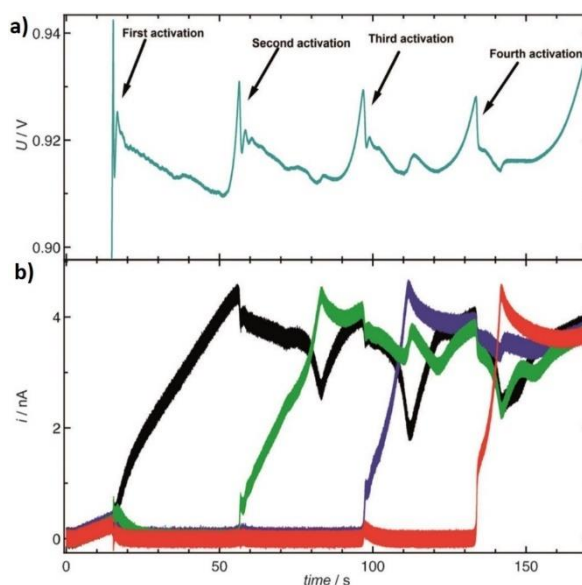 a)
First activation
Second activation
Third activation
Fourth activation
U / V
0.94
0.92
0.90
b)
i / nA
4
2
0
0
50
100
150
time / s